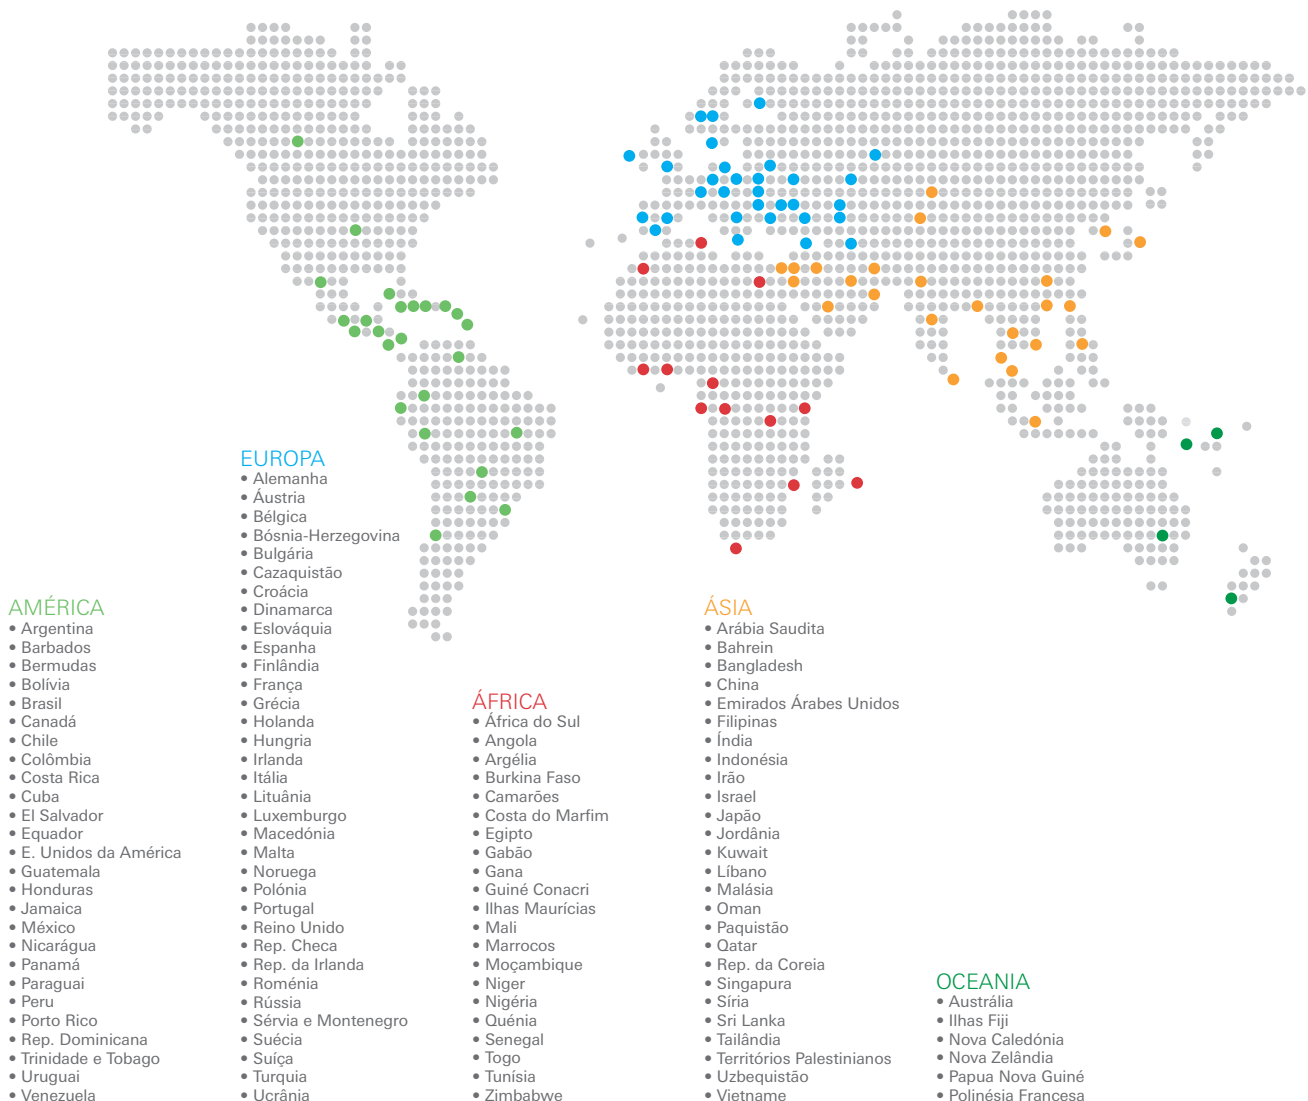 AMÉRICA
• Argentina
• Barbados
• Bermudas
• Bolívia
• Brasil
• Canadá
• Chile
• Colômbia
• Costa Rica
• Cuba
• El Salvador
• Equador
• E. Unidos da América
• Guatemala
• Honduras
• Jamaica
• México
• Nicarágua
• Panamá
• Paraguai
• Peru
• Porto Rico
• Rep. Dominicana
• Trinidade e Tobago
• Uruguai
• Venezuela
EUROPA
• Alemanha
• Áustria
• Bélgica
• Bósnia-Herzegovina
• Bulgária
• Cazaquistão
• Croácia
• Dinamarca
• Eslováquia
• Espanha
• Finlândia
• França
• Grécia
• Holanda
• Hungria
• Irlanda
• Itália
• Lituânia
• Luxemburgo
• Macedónia
• Malta
• Noruega
• Polónia
• Portugal
• Reino Unido
• Rep. Checa
• Rep. da Irlanda
• Roménia
• Rússia
• Sérvia e Montenegro
• Suécia
• Suíça
• Turquia
• Ucrânia
ÁFRICA
• África do Sul
• Angola
• Argélia
• Burkina Faso
• Camarões
• Costa do Marfim
• Egipto
• Gabão
• Gana
• Guiné Conacri
• Ilhas Maurícias
• Mali
• Marrocos
• Moçambique
• Niger
• Nigéria
• Quénia
• Senegal
• Togo
• Tunísia
• Zimbabwe
ÁSIA
• Arábia Saudita
• Bahrein
• Bangladesh
• China
• Emirados Árabes Unidos
• Filipinas
• Índia
• Indonésia
• Irão
• Israel
• Japão
• Jordânia
• Kuwait
• Líbano
• Malásia
• Oman
• Paquistão
• Qatar
• Rep. da Coreia
• Singapura
• Síria
• Sri Lanka
• Tailândia
• Territórios Palestinianos
• Uzbequistão
• Vietname
OCEANIA
• Austrália
• Ilhas Fiji
• Nova Caledónia
• Nova Zelândia
• Papua Nova Guiné
• Polinésia Francesa